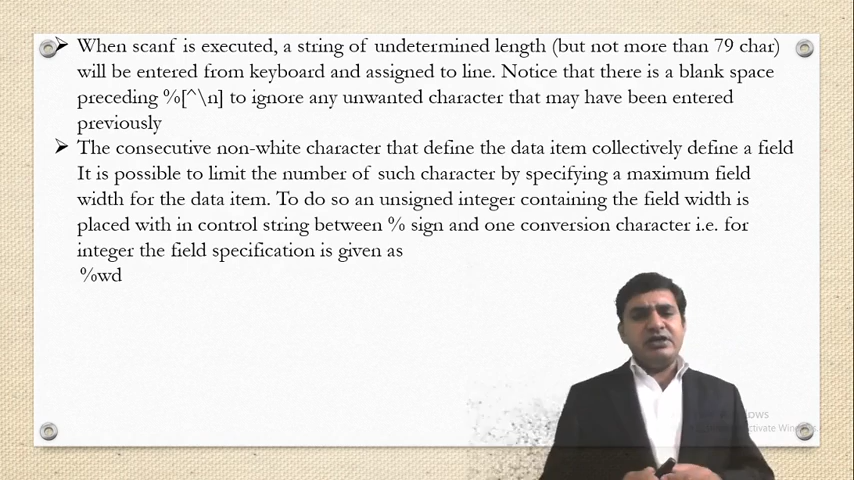 When scanf is executed, a string of undetermined length (but not more than 79 char)
will be entered from keyboard and assigned to line. Notice that there is a blank space
preceding %[^\n] to ignore any unwanted character that may have been entered
previously
The consecutive non-white character that define the data item collectively define a field
It is possible to limit the number of such character by specifying a maximum field
width for the data item. To do so an unsigned integer containing the field width is
placed with in control string between % sign and one conversion character i.e. for
integer the field specification is given as
%wd